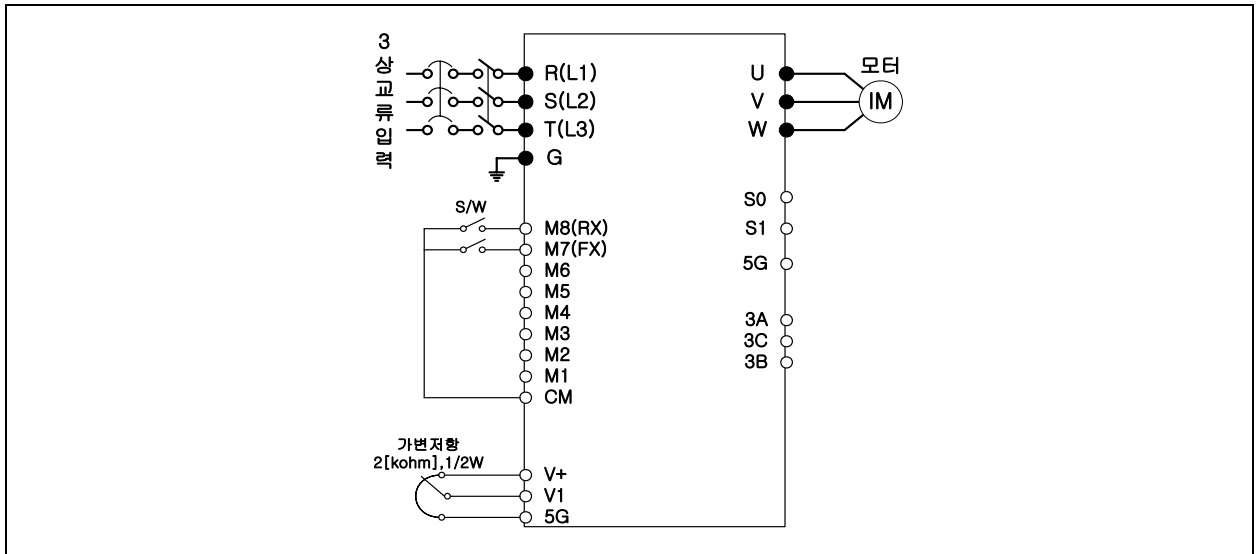 3상교류입력
R(L1)
S(L2)
T(L3)
G
U
V
W
모터
IM
S/W
M8(RX)
M7(FX)
M6
M5
M4
M3
M2
M1
CM
S0
S1
5G
3A
3C
3B
가변저항
2[kohm],1/2W
V+
V1
5G